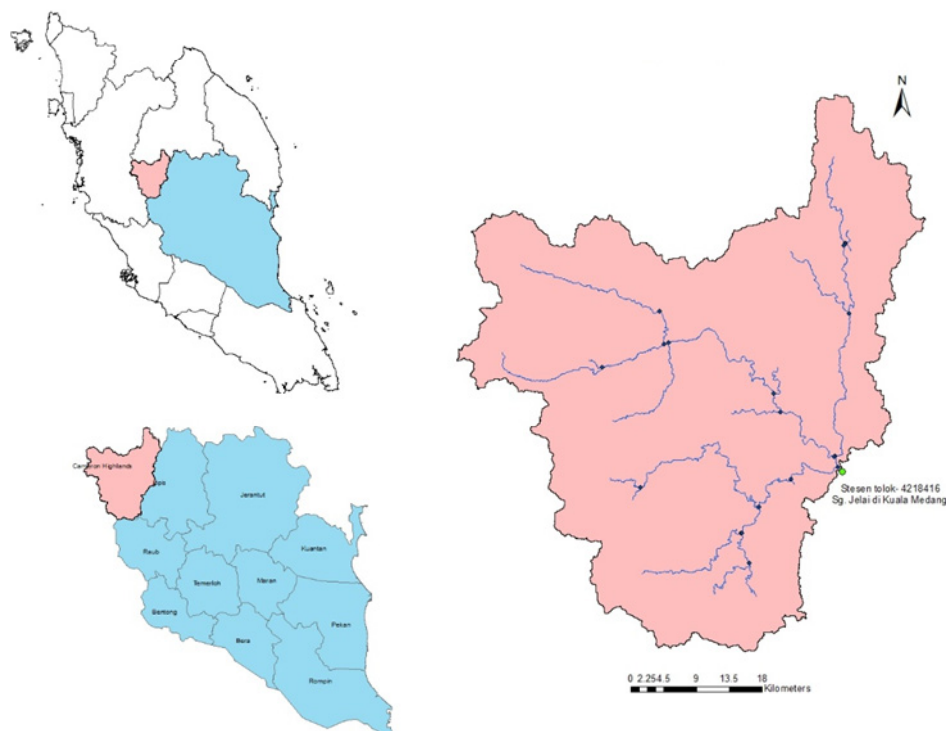 N
Stesen tolok- 4218416
Sg. Jelai di Kuala Medang
0 2.254.5 9 13.5 18
Kilometers
Cameron Highlands
Jerantut
Raub
Kuantan
Temerloh
Maran
Bentong
Pekan
Bera
Rompin